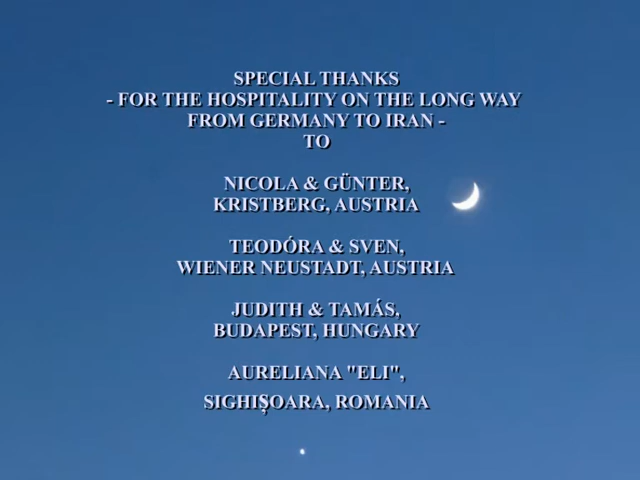 SPECIAL THANKS
- FOR THE HOSPITALITY ON THE LONG WAY
FROM GERMANY TO IRAN -
TO
NICOLA & GÜNTER,
KRISTBERG, AUSTRIA
TEODÓRA & SVEN,
WIENER NEUSTADT, AUSTRIA
JUDITH & TAMÁS,
BUDAPEST, HUNGARY
AURELIANA "ELI",
SIGHIȘOARA, ROMANIA